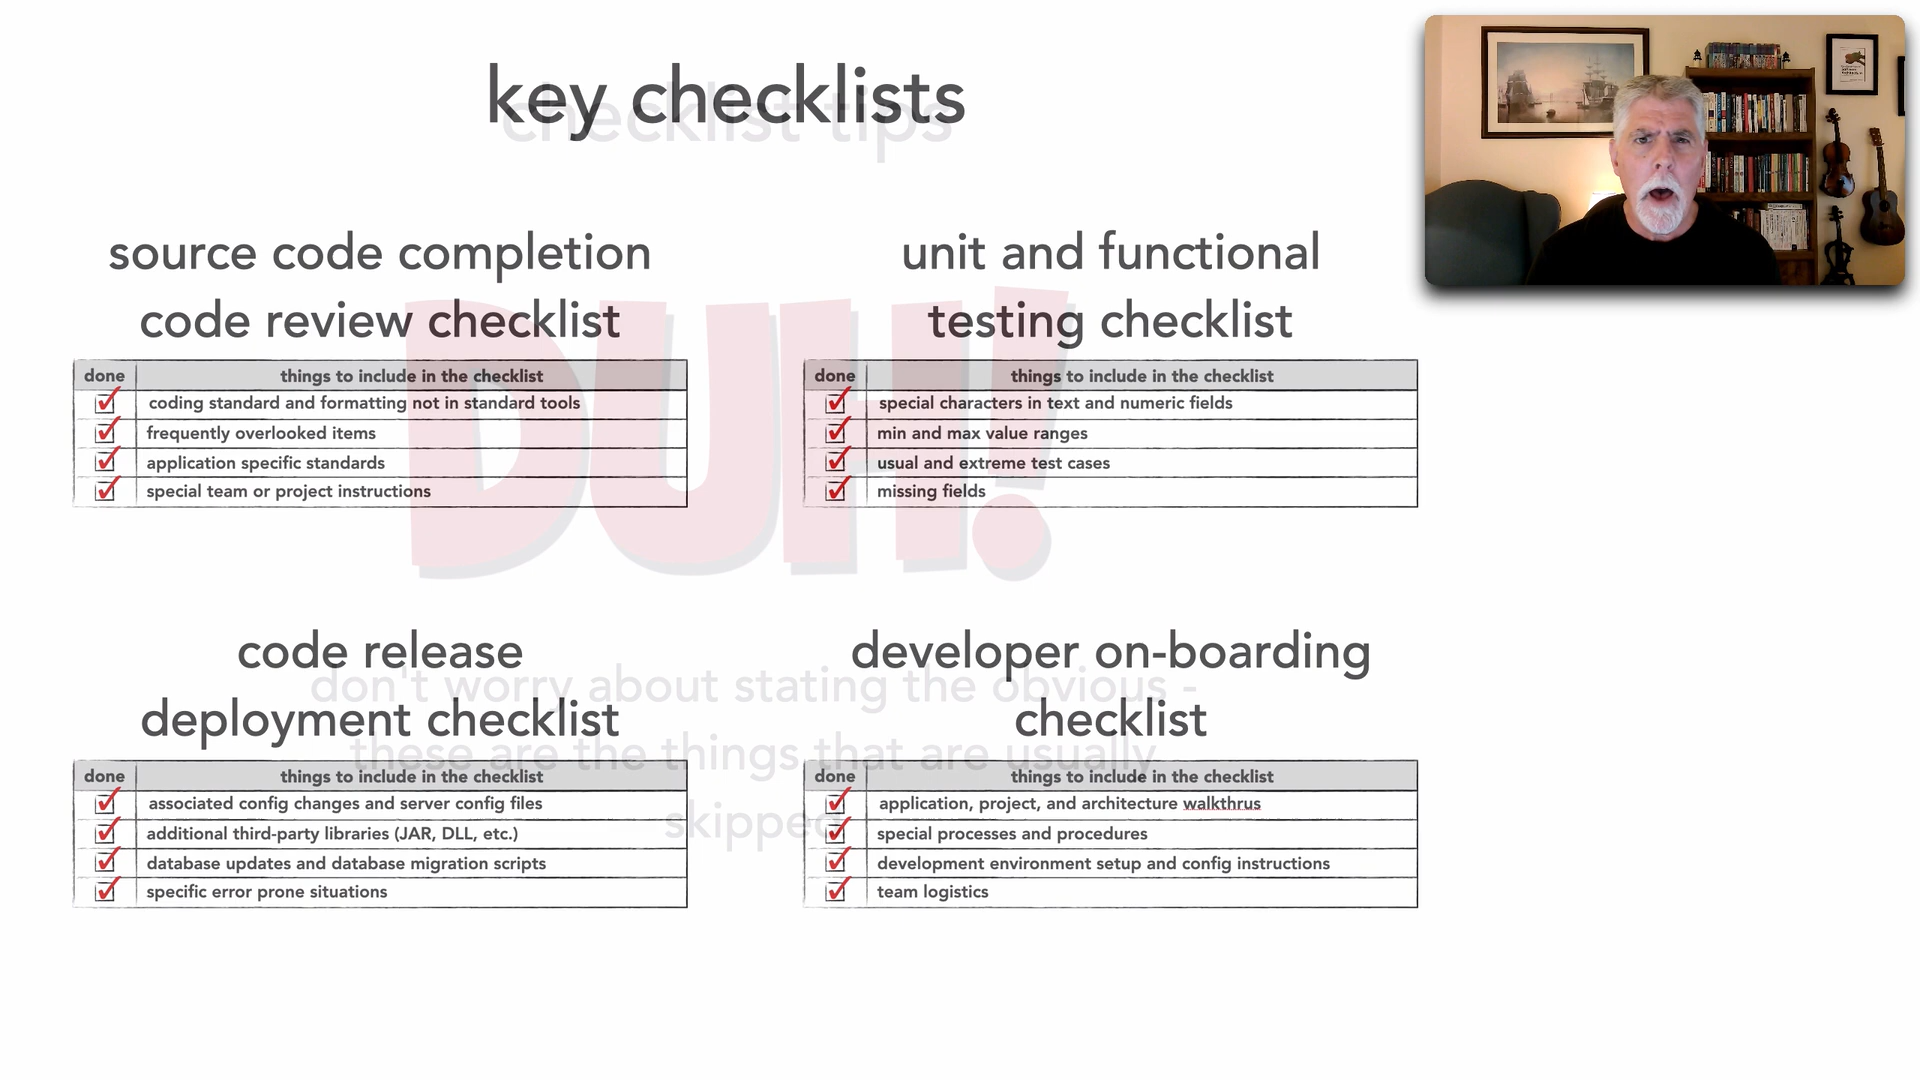 key checklists
checklist tips
source code completion
code review checklist
done things to include in the checklist
coding standard and formatting not in standard tools
frequently overlooked items
application specific standards
special team or project instructions
unit and functional
testing checklist
done things to include in the checklist
special characters in text and numeric fields
min and max value ranges
usual and extreme test cases
missing fields
DUH!
code release
deployment checklist
done things to include in the checklist
associated config changes and server config files
additional third-party libraries (JAR, DLL, etc.)
database updates and database migration scripts
specific error prone situations
developer on-boarding
checklist
done things to include in the checklist
application, project, and architecture walkthrus
special processes and procedures
development environment setup and config instructions
team logistics
don't worry about stating the obvious -
these are the things that are usually
skipped